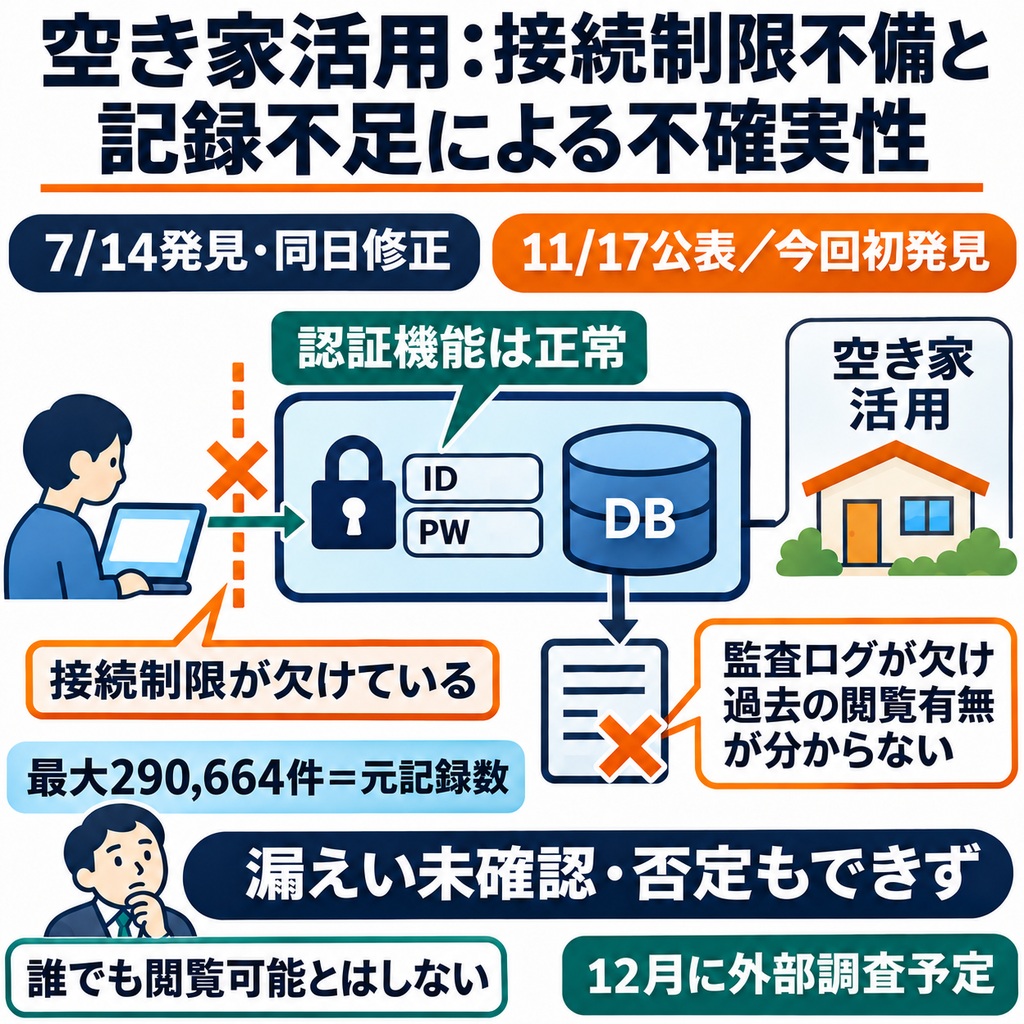 空き家活用：接続制限不備と
記録不足による不確実性
7/14発見・同日修正
11/17公表／今回初発見
認証機能は正常
空き家
活用
ID
PW
DB
接続制限が欠けている
監査ログが欠け
過去の閲覧有無
が分からない
最大290,664件＝元記録数
漏えい未確認・否定もできず
誰でも閲覧可能とはしない
12月に外部調査予定